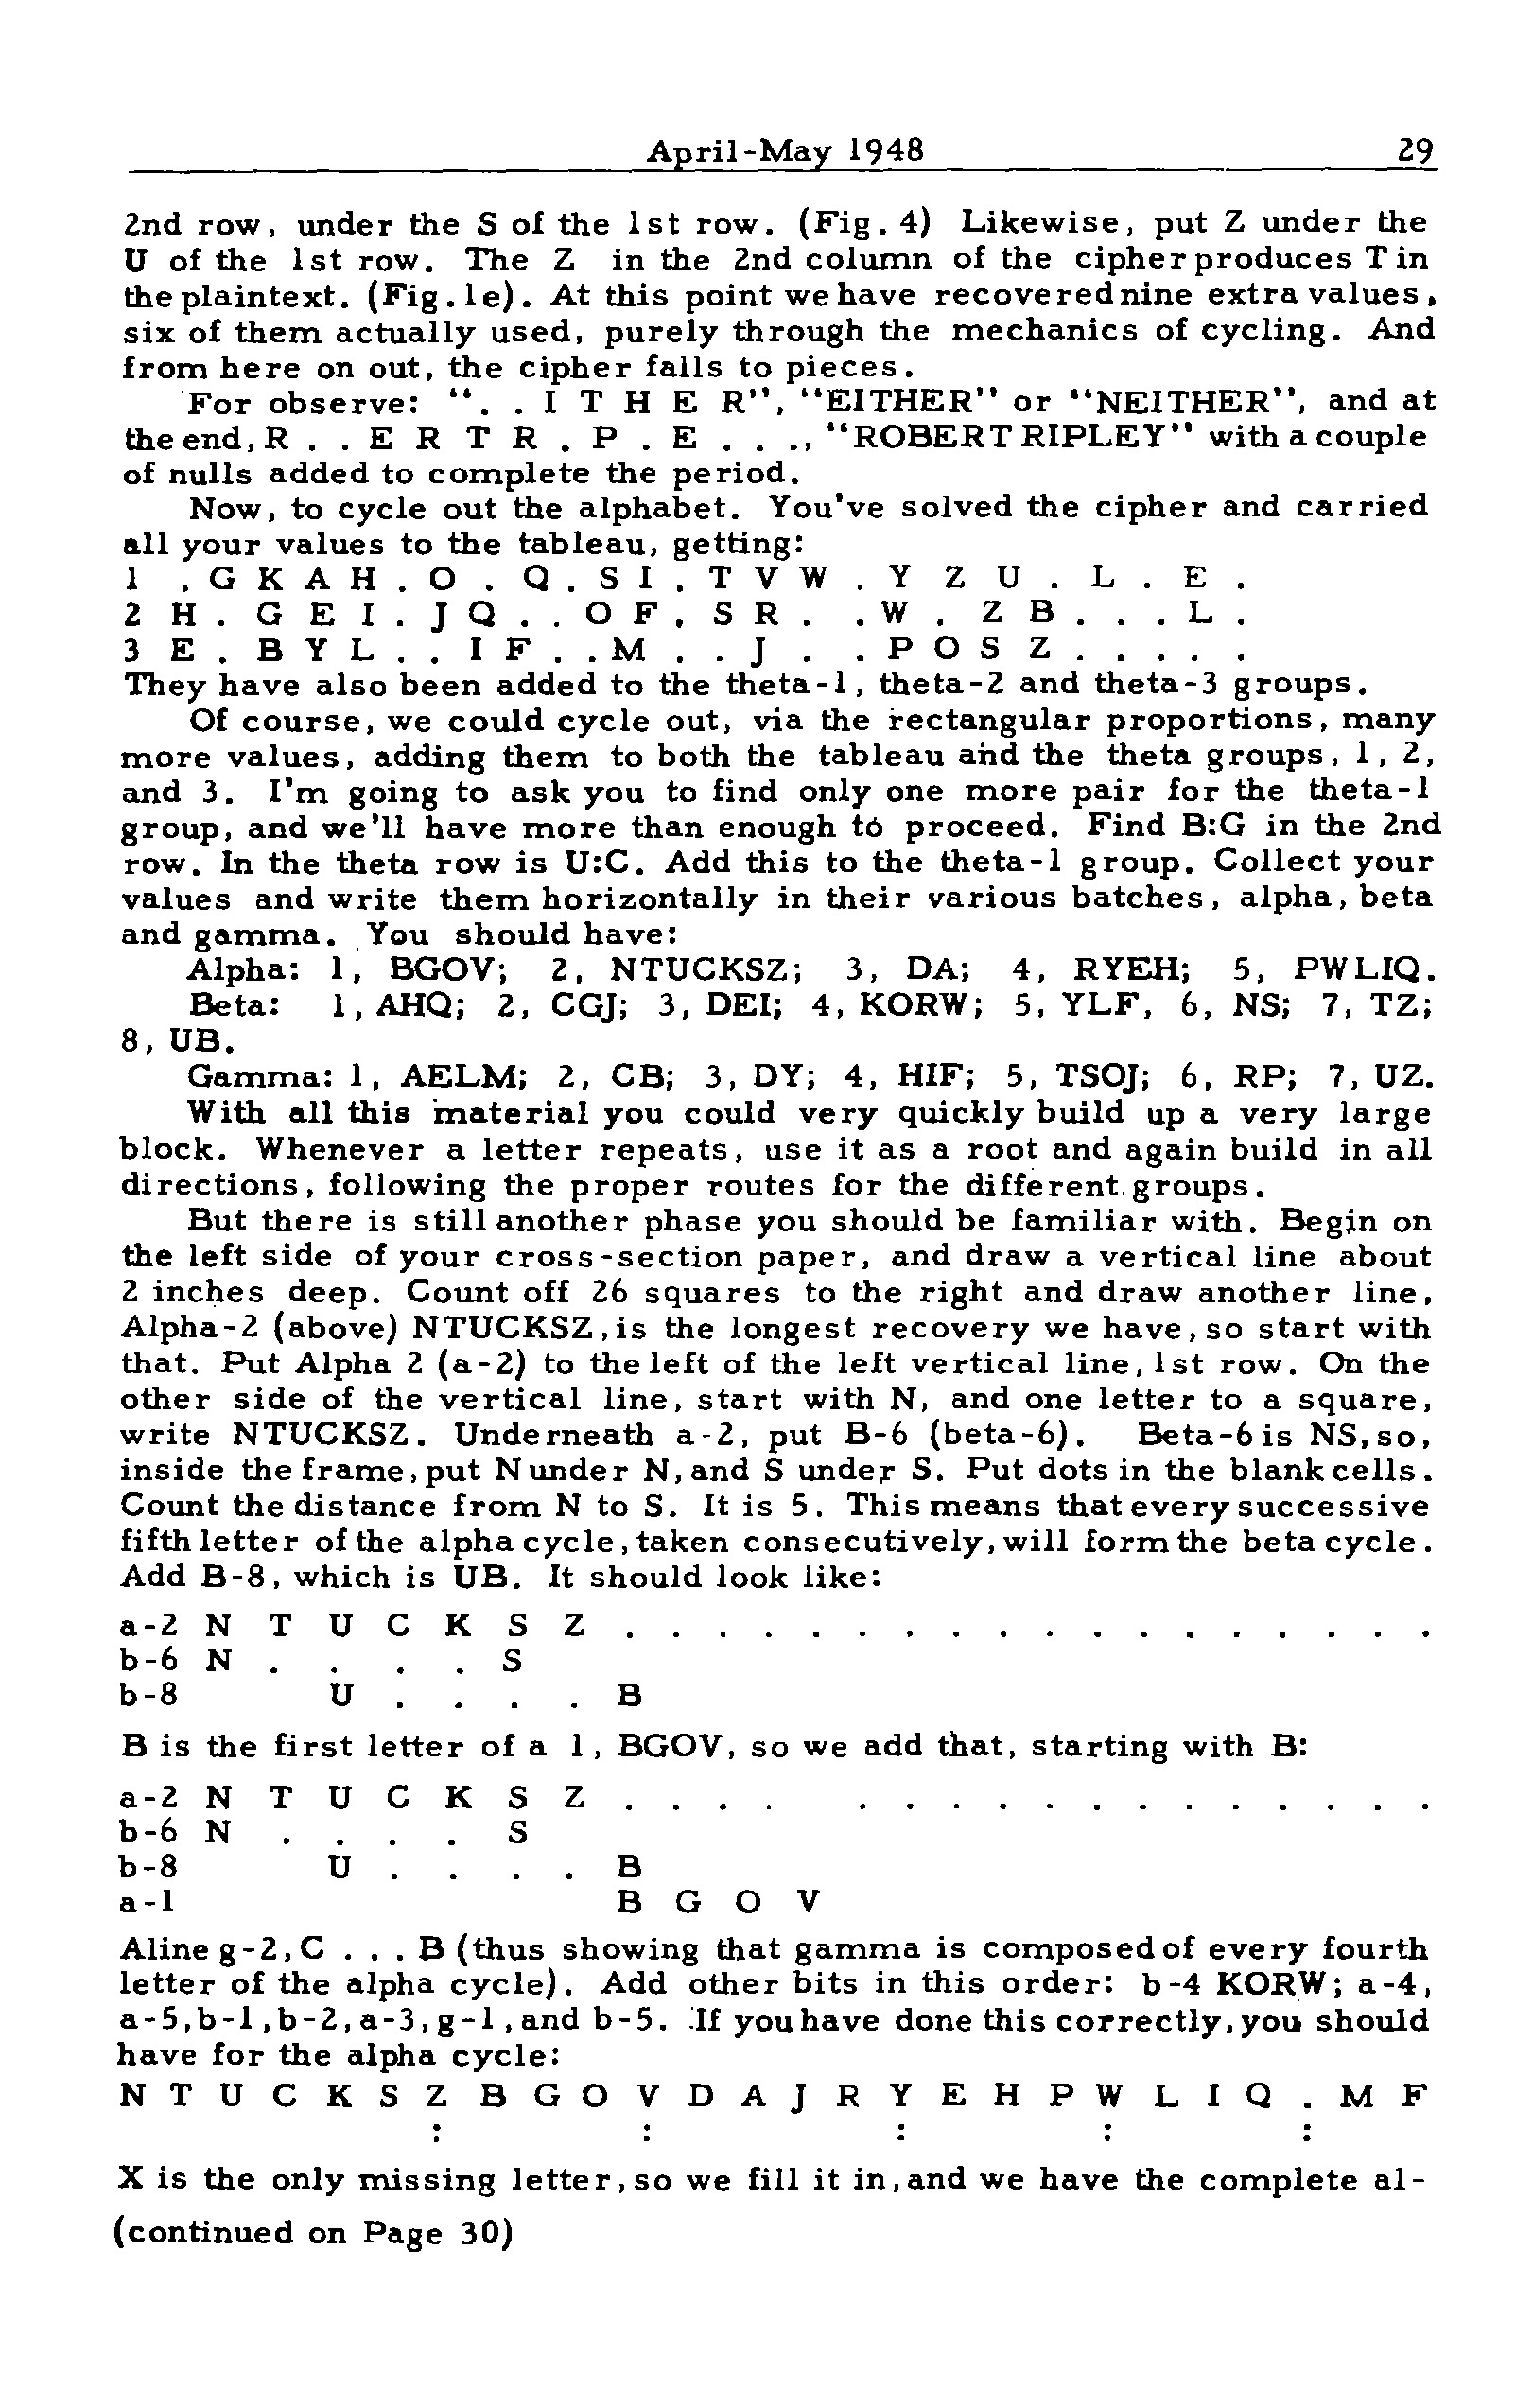 April-May 1948 29
2nd row, under the S of the 1st row. (Fig. 4) Likewise, put Z under the
U of the 1st row. The Z in the 2nd column of the cipher produces T in
the plaintext. (Fig. 1e). At this point we have recovered nine extra values,
six of them actually used, purely through the mechanics of cycling. And
from here on out, the cipher falls to pieces.
For observe: “. . I T H E R”, “EITHER” or “NEITHER”, and at
the end, R . . E R T R . P . E . . ., “ROBERT RIPLEY” with a couple
of nulls added to complete the period.
Now, to cycle out the alphabet. You've solved the cipher and carried
all your values to the tableau, getting:
1 . G K A H . O . Q . S I . T V W . Y Z U . L . E .
2 H . G E I . J Q . . O F . S R . . W . Z B . . . L .
3 E . B Y L . . I F . . M . . J . . P O S Z . . . . .
They have also been added to the theta-1, theta-2 and theta-3 groups.
Of course, we could cycle out, via the rectangular proportions, many
more values, adding them to both the tableau and the theta groups, 1, 2,
and 3. I'm going to ask you to find only one more pair for the theta-1
group, and we'll have more than enough to proceed. Find B:G in the 2nd
row. In the theta row is U:C. Add this to the theta-1 group. Collect your
values and write them horizontally in their various batches, alpha, beta
and gamma. You should have:
Alpha: 1, BGOV; 2, NTUCKSZ; 3, DA; 4, RYEH; 5, PWLIQ.
Beta: 1, AHQ; 2, CGJ; 3, DEI; 4, KORW; 5, YLF, 6, NS; 7, TZ;
8, UB.
Gamma: 1, AELM; 2, CB; 3, DY; 4, HIF; 5, TSOJ; 6, RP; 7, UZ.
With all this material you could very quickly build up a very large
block. Whenever a letter repeats, use it as a root and again build in all
directions, following the proper routes for the different groups.
But there is still another phase you should be familiar with. Begin on
the left side of your cross-section paper, and draw a vertical line about
2 inches deep. Count off 26 squares to the right and draw another line,
Alpha-2 (above) NTUCKSZ, is the longest recovery we have, so start with
that. Put Alpha 2 (a-2) to the left of the left vertical line, 1st row. On the
other side of the vertical line, start with N, and one letter to a square,
write NTUCKSZ. Underneath a-2, put B-6 (beta-6). Beta-6 is NS, so,
inside the frame, put N under N, and S under S. Put dots in the blank cells.
Count the distance from N to S. It is 5. This means that every successive
fifth letter of the alpha cycle, taken consecutively, will form the beta cycle.
Add B-8, which is UB. It should look like:
a-2 N T U C K S Z . . . . . . . . . . . . . . . . . .
b-6 N . . . . S
b-8 U . . . . B
B is the first letter of a 1, BGOV, so we add that, starting with B:
a-2 N T U C K S Z . . . . . . . . . . . . . . . . .
b-6 N . . . . S
b-8 U . . . . B
a-1 B G O V
Aline g-2, C . . . B (thus showing that gamma is composed of every fourth
letter of the alpha cycle). Add other bits in this order: b-4 KORW; a-4,
a-5, b-1, b-2, a-3, g-1, and b-5. If you have done this correctly, you should
have for the alpha cycle:
N T U C K S Z B G O V D A J R Y E H P W L I Q . M F
: : : : :
X is the only missing letter, so we fill it in, and we have the complete al-
(continued on Page 30)